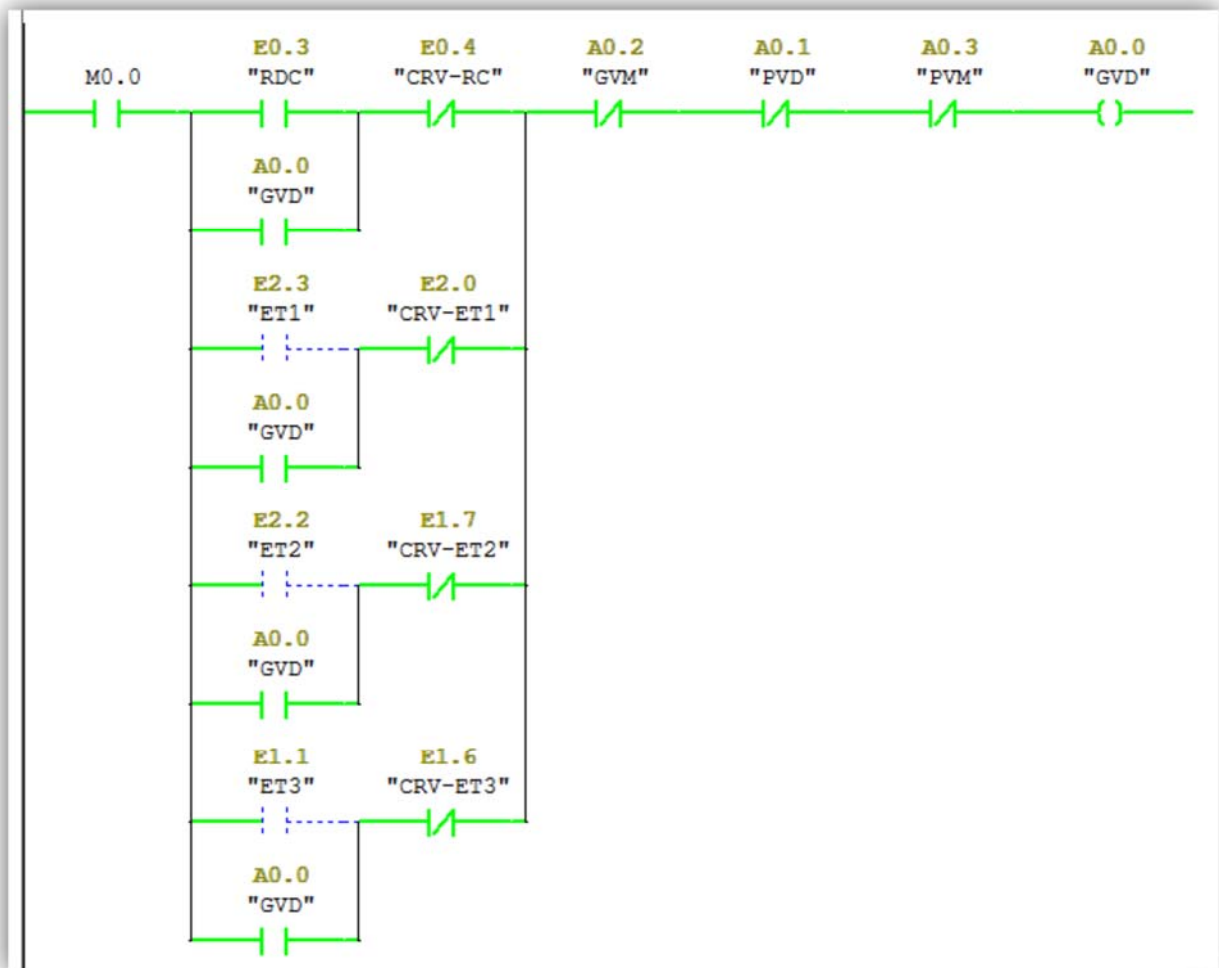 E0.3 E0.4 A0.2 A0.1 A0.3 A0.0
M0.0 "RDC" "CRV-RC" "GVM" "PVD" "PVM" "GVD"
A0.0
"GVD"
E2.3 E2.0
"ET1" "CRV-ET1"
A0.0
"GVD"
E2.2 E1.7
"ET2" "CRV-ET2"
A0.0
"GVD"
E1.1 E1.6
"ET3" "CRV-ET3"
A0.0
"GVD"